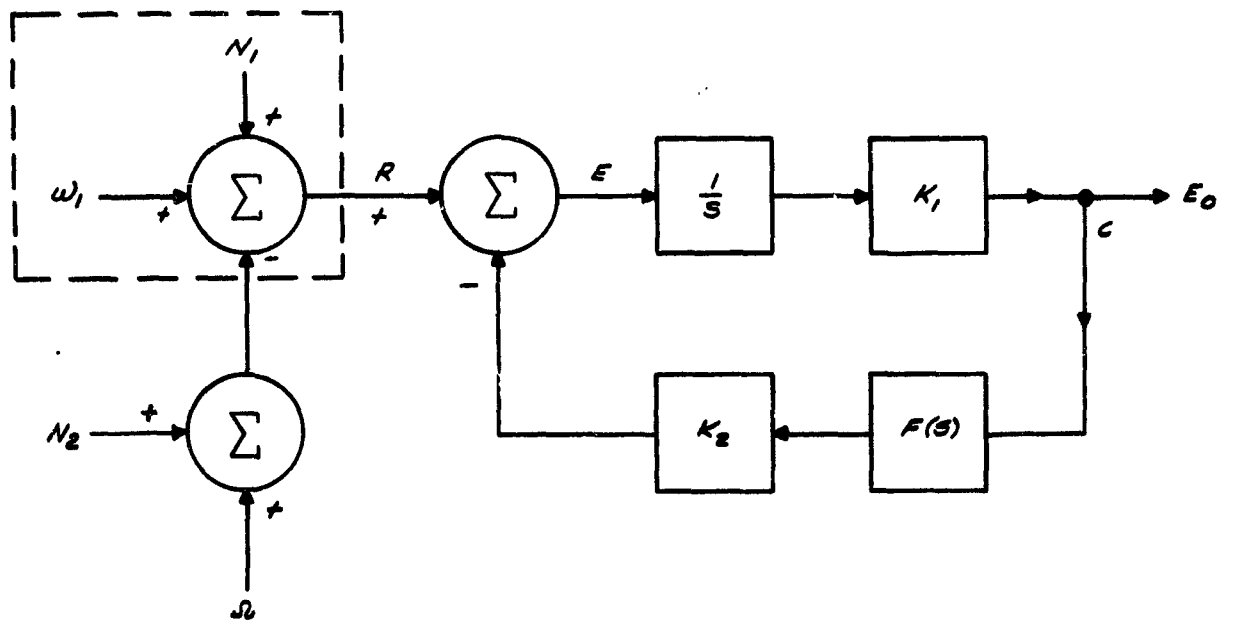 N₁
+
ω₁
+
Σ
-
R
+
Σ
-
E
1/S
K₁
E₀
C
N₂
+
Σ
+
Ω
K₂
F(S)